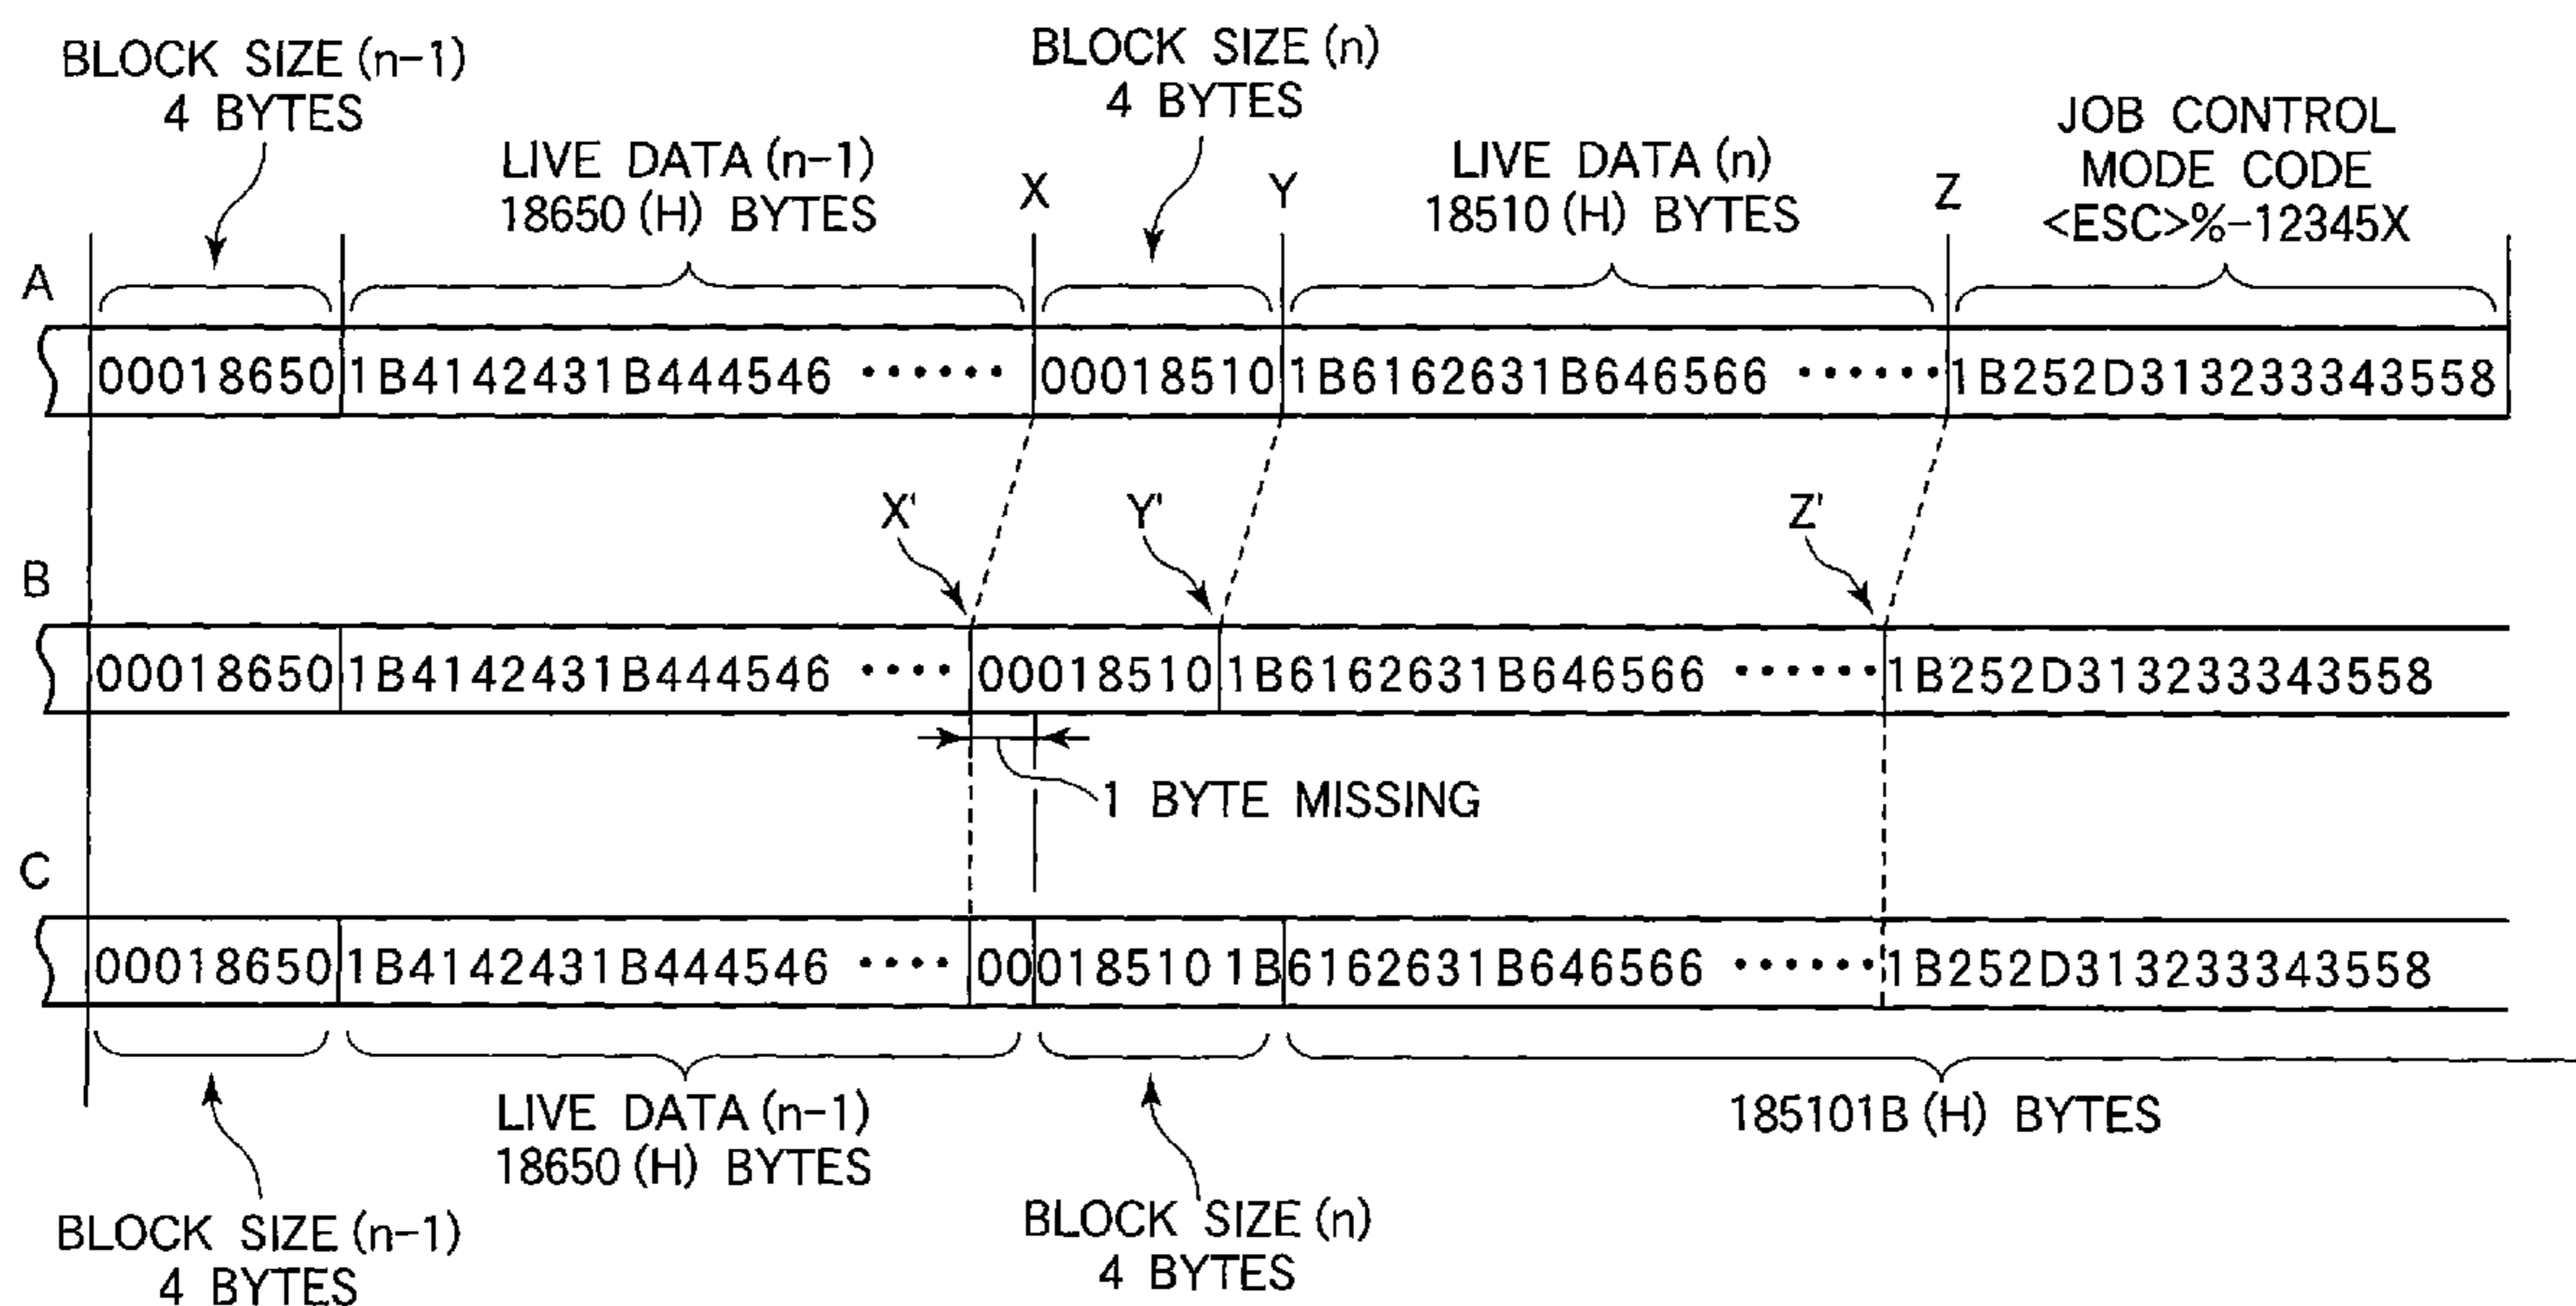 BLOCK SIZE (n-1)
4 BYTES
LIVE DATA (n-1)
18650 (H) BYTES
X
BLOCK SIZE (n)
4 BYTES
Y
LIVE DATA (n)
18510 (H) BYTES
Z
JOB CONTROL
MODE CODE
<ESC>%-12345X
A
00018650 1B4142431B444546 ······ 00018510 1B6162631B646566 ······ 1B252D313233343558
X'
Y'
Z'
B
00018650 1B4142431B444546 ···· 00018510 1B6162631B646566 ······ 1B252D313233343558
1 BYTE MISSING
C
00018650 1B4142431B444546 ···· 00 018510 1B 6162631B646566 ······ 1B252D313233343558
BLOCK SIZE (n-1)
4 BYTES
LIVE DATA (n-1)
18650 (H) BYTES
BLOCK SIZE (n)
4 BYTES
185101B (H) BYTES